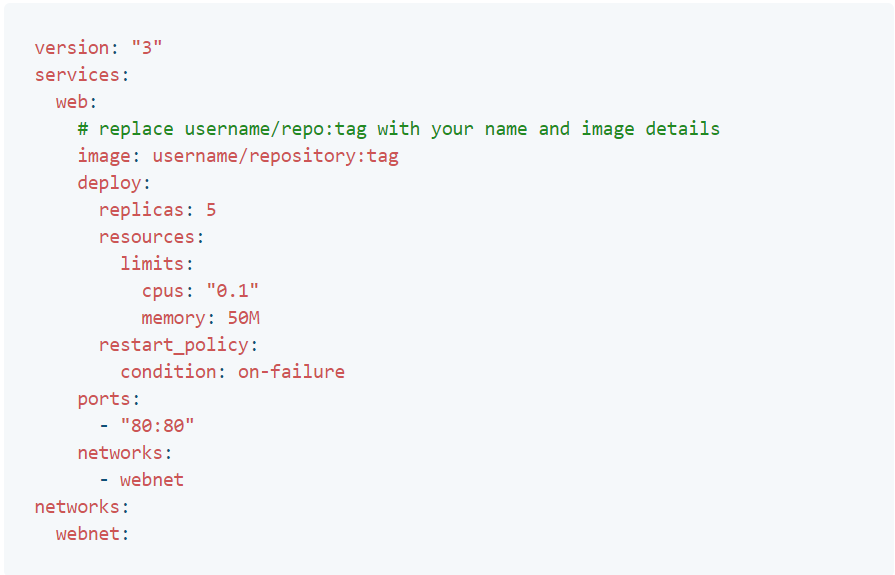 version: "3"
services:
  web:
    # replace username/repo:tag with your name and image details
    image: username/repository:tag
    deploy:
      replicas: 5
      resources:
        limits:
          cpus: "0.1"
          memory: 50M
      restart_policy:
        condition: on-failure
    ports:
      - "80:80"
    networks:
      - webnet
networks:
  webnet: